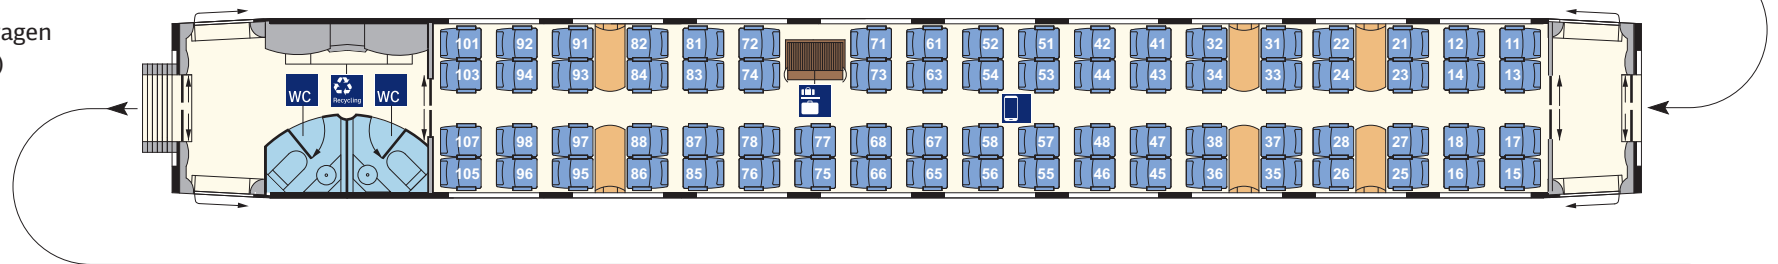 agen
)
101 92 91 82 81 72 71 61 52 51 42 41 32 31 22 21 12 11
103 94 93 84 83 74 73 63 54 53 44 43 34 33 24 23 14 13
WC Recycling WC
107 98 97 88 87 78 77 68 67 58 57 48 47 38 37 28 27 18 17
105 96 95 86 85 76 75 66 65 56 55 46 45 36 35 26 25 16 15